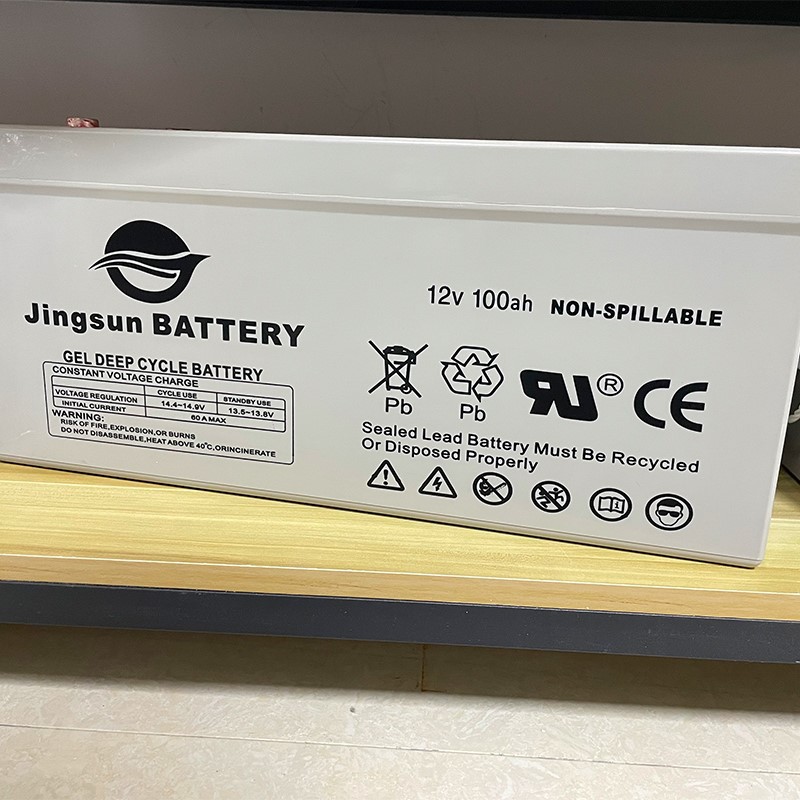 Jingsun BATTERY
GEL DEEP CYCLE BATTERY
CONSTANT VOLTAGE CHARGE
CYCLE USE STANDBY USE
VOLTAGE REGULATION 14.4~14.9V 13.5~13.8V
INITIAL CURRENT 60 A MAX
WARNING:
RISK OF FIRE,EXPLOSION,OR BURNS
DO NOT DISASSEMBLE,HEAT ABOVE 40°C,ORINCINERATE
12v 100ah NON-SPILLABLE
Pb Pb
RU® CE
Sealed Lead Battery Must Be Recycled
Or Disposed Properly